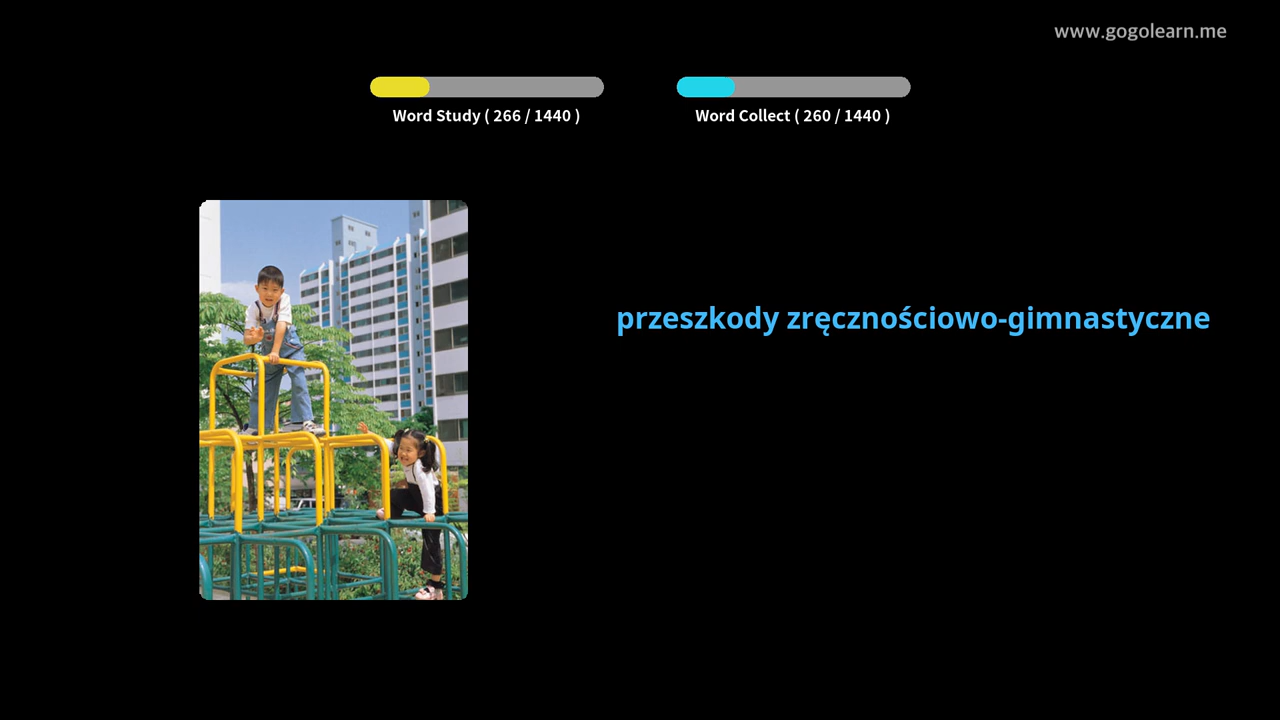 www.gogolearn.me
Word Study ( 266 / 1440 )
Word Collect ( 260 / 1440 )
przeszkody zręcznościowo-gimnastyczne